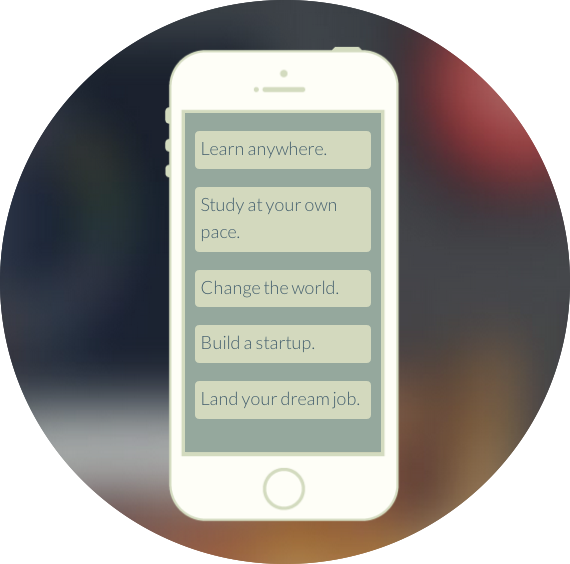 Learn anywhere.
Study at your own
pace.
Change the world.
Build a startup.
Land your dream job.